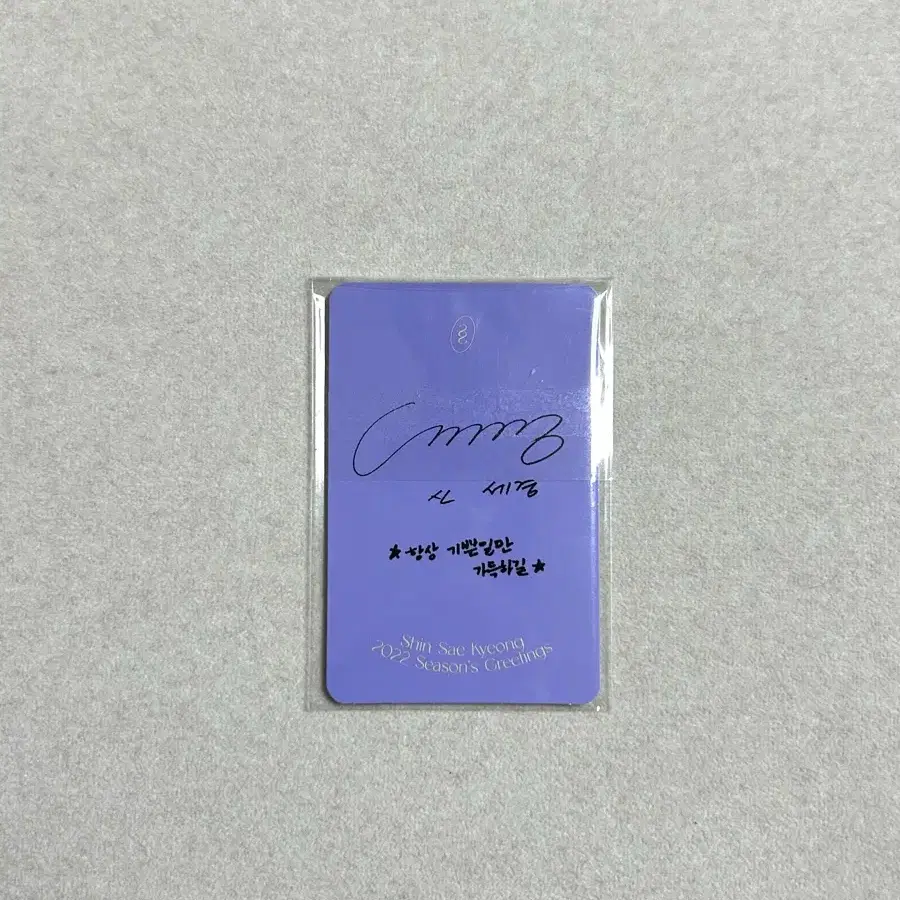 신 세경
★항상 기쁜일만
가득하길★
Shin Sae Kyeong
2022 Season's Greetings